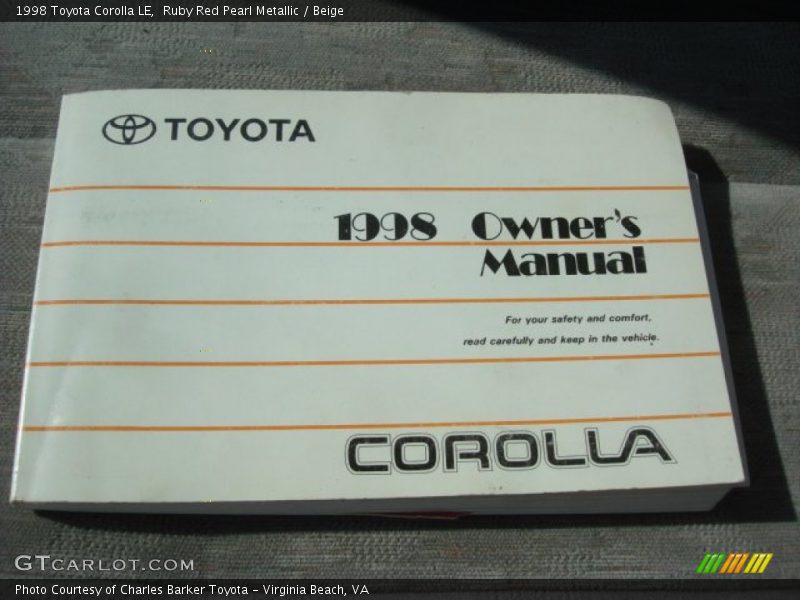 1998 Toyota Corolla LE,  Ruby Red Pearl Metallic / Beige
TOYOTA
1998 Owner's
Manual
For your safety and comfort,
read carefully and keep in the vehicle.
COROLLA
GTCARLOT.COM
Photo Courtesy of Charles Barker Toyota - Virginia Beach, VA